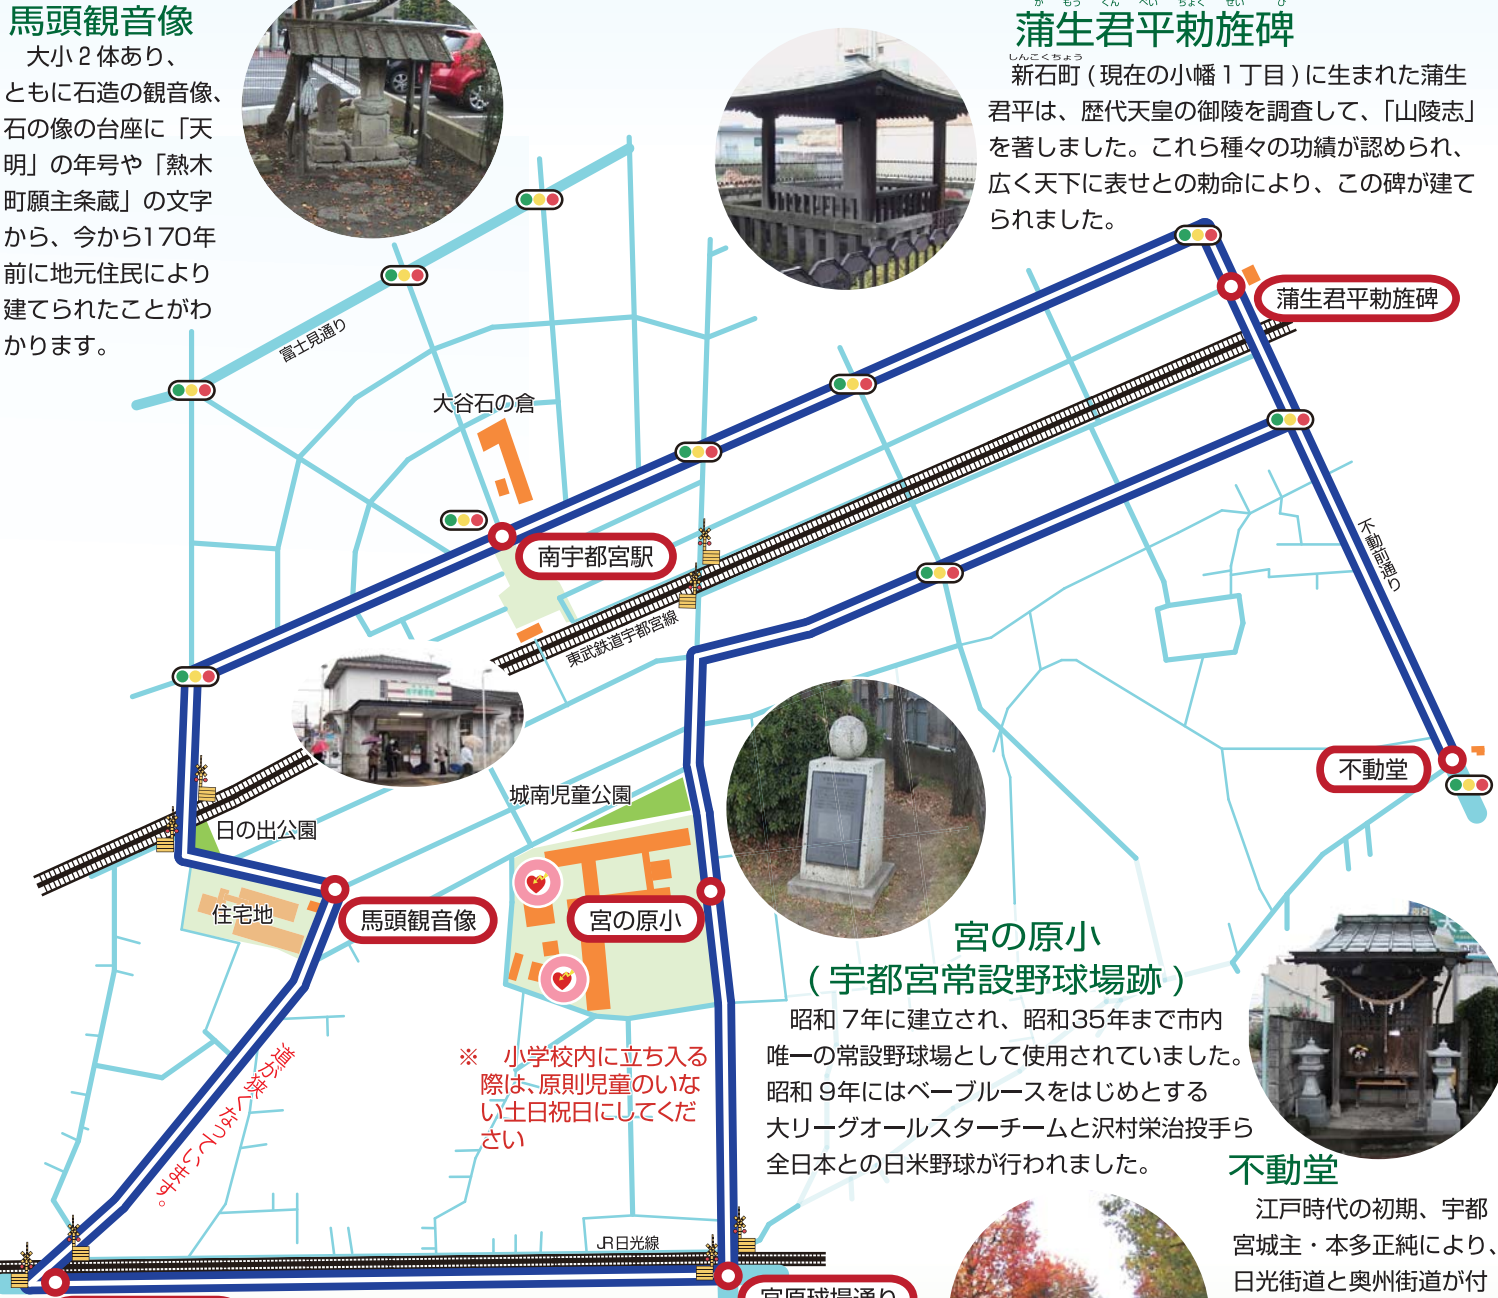 馬頭観音像
大小２体あり、
ともに石造の観音像、
石の像の台座に「天
明」の年号や「熱木
町願主条蔵」の文字
から、今から170年
前に地元住民により
建てられたことがわ
かります。
がもうくんぺいちょくせいひ
蒲生君平勅旌碑
しんこくちょう
新石町(現在の小幡１丁目)に生まれた蒲生
君平は、歴代天皇の御陵を調査して、「山陵志」
を著しました。これら種々の功績が認められ、
広く天下に表せとの勅命により、この碑が建て
られました。
蒲生君平勅旌碑
富士見通り
大谷石の倉
南宇都宮駅
東武鉄道宇都宮線
不動前通り
不動堂
城南児童公園
日の出公園
住宅地
馬頭観音像
宮の原小
宮の原小
(宇都宮常設野球場跡)
昭和７年に建立され、昭和35年まで市内
唯一の常設野球場として使用されていました。
昭和９年にはベーブルースをはじめとする
大リーグオールスターチームと沢村栄治投手ら
全日本との日米野球が行われました。
※　小学校内に立ち入る
際は、原則児童のいな
い土日祝日にしてくだ
さい
道が狭くなっています。
不動堂
江戸時代の初期、宇都
宮城主・本多正純により、
日光街道と奥州街道が付
JR日光線
宮原球場通り